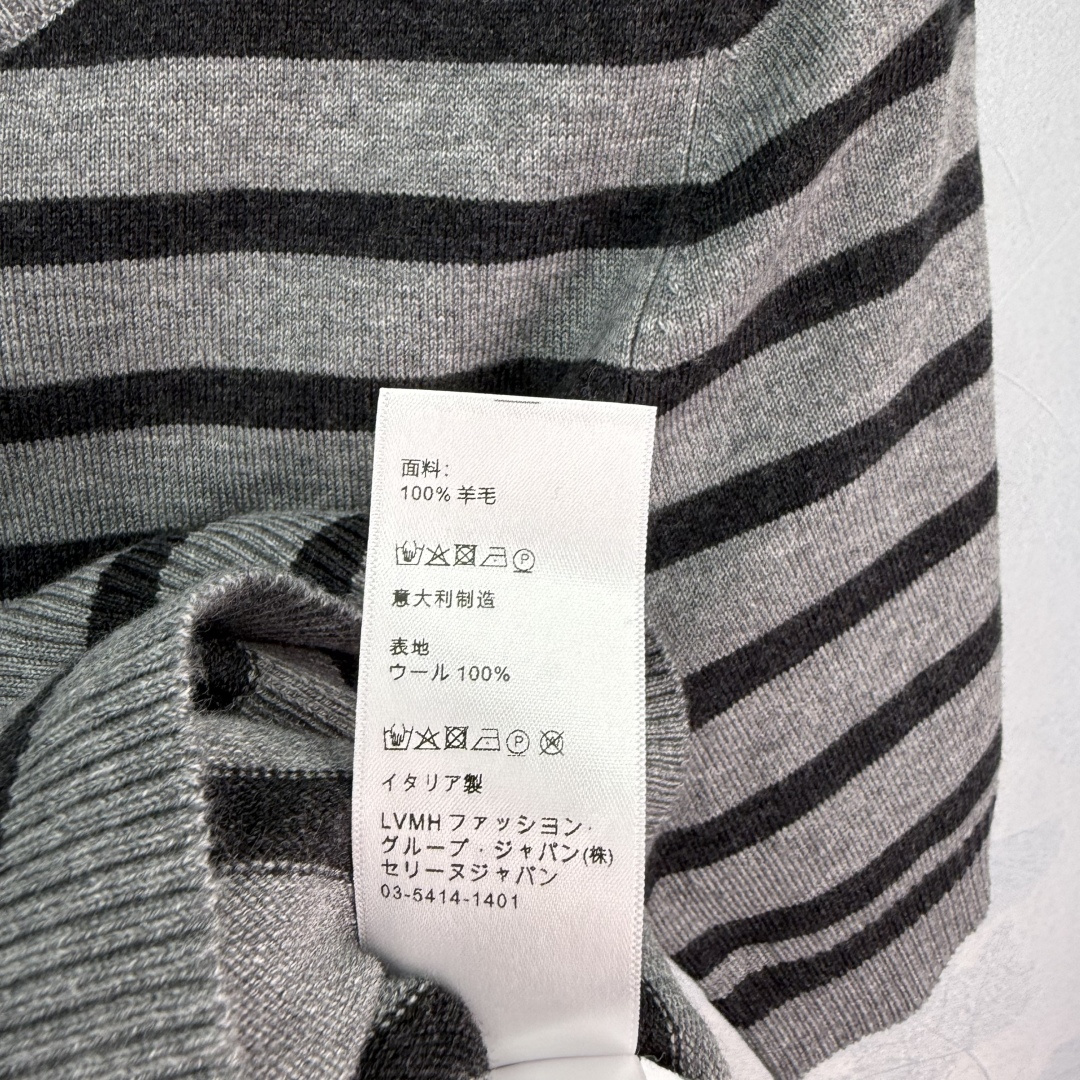 面料:
100% 羊毛
P
意大利制造
表地
ウール 100%
P W
イタリア製
LVMH ファッション・
グループ・ジャパン(株)
セリーヌジャパン
03-5414-1401